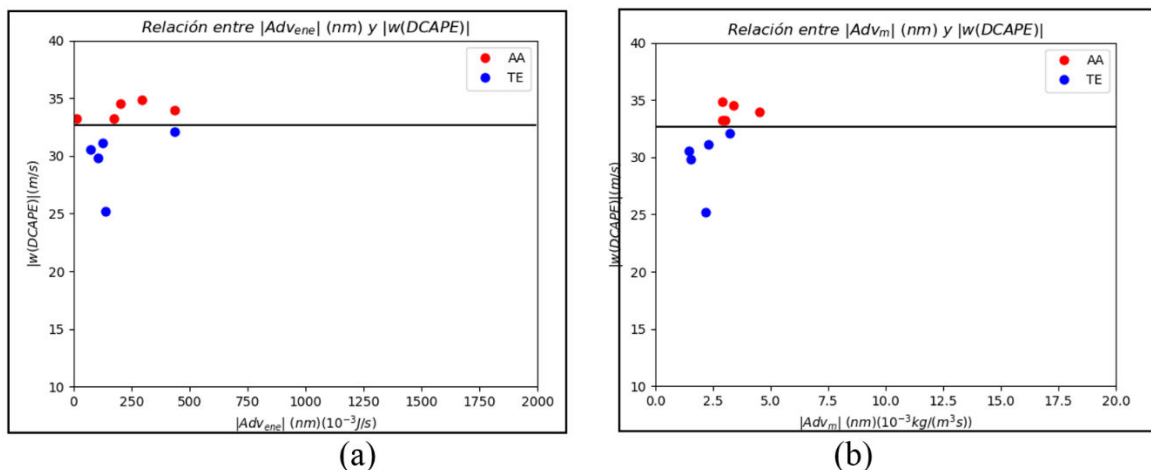 Relación entre |Adv_ene| (nm) y |w(DCAPE)|
AA
TE
40
35
30
25
20
15
10
|w(DCAPE)|(m/s)
0
250
500
750
1000
1250
1500
1750
2000
|Adv_ene| (nm)(10^-3 J/s)
(a)
Relación entre |Adv_m| (nm) y |w(DCAPE)|
AA
TE
40
35
30
25
20
15
10
|w(DCAPE)|(m/s)
0.0
2.5
5.0
7.5
10.0
12.5
15.0
17.5
20.0
|Adv_m| (nm)(10^-3 kg/(m^3 s))
(b)